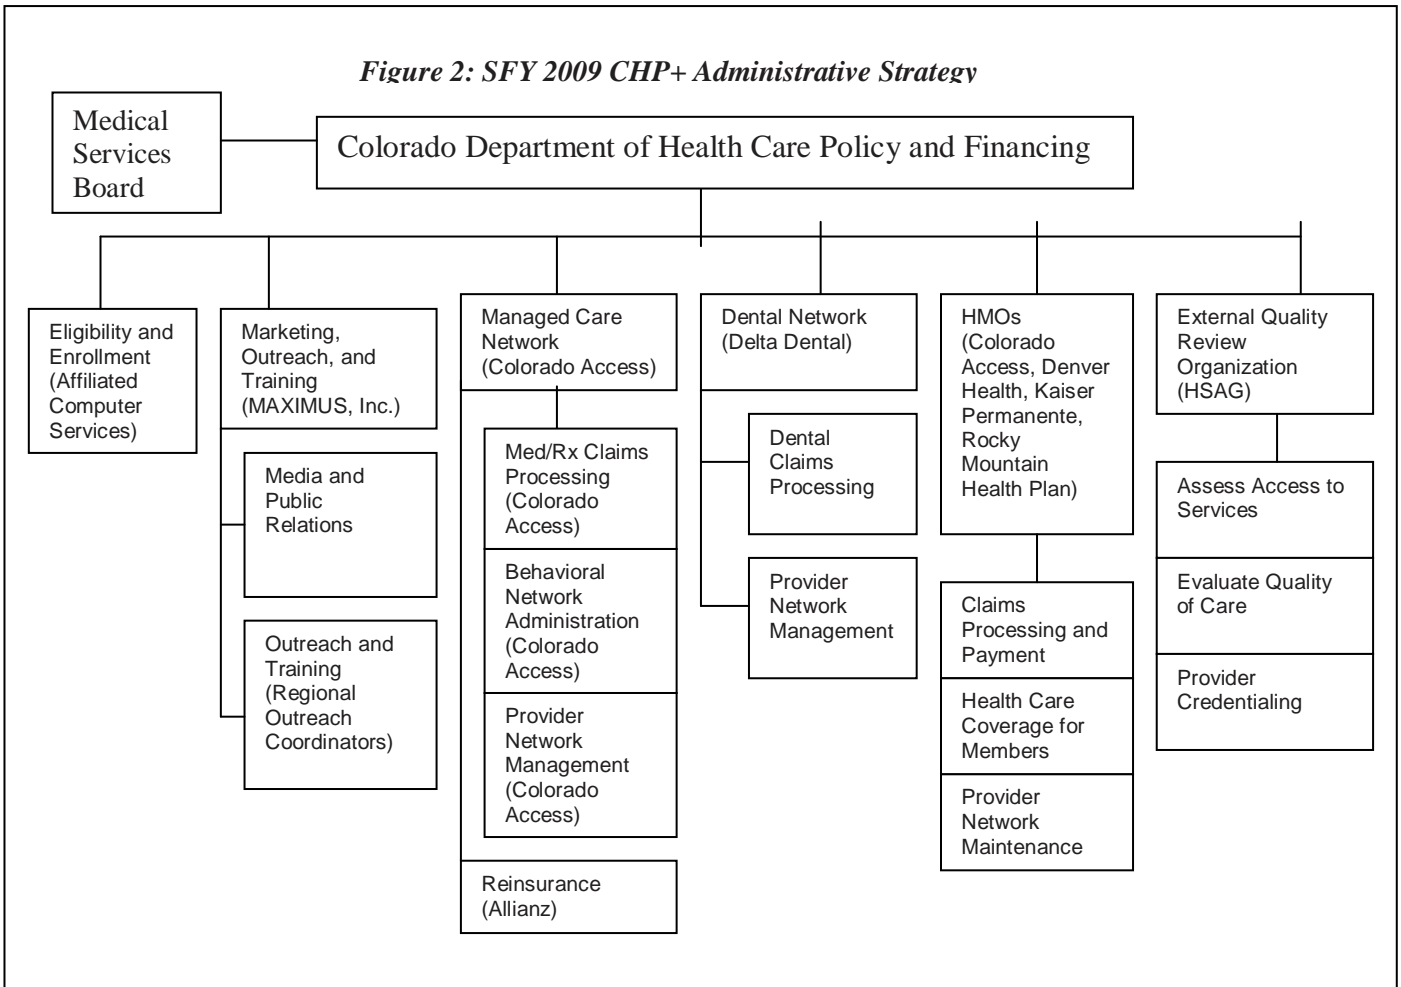 Figure 2: SFY 2009 CHP+ Administrative Strategy
Medical
Services
Board
Colorado Department of Health Care Policy and Financing
Eligibility and
Enrollment
(Affiliated
Computer
Services)
Marketing,
Outreach, and
Training
(MAXIMUS, Inc.)
Media and
Public
Relations
Outreach and
Training
(Regional
Outreach
Coordinators)
Managed Care
Network
(Colorado Access)
Med/Rx Claims
Processing
(Colorado
Access)
Behavioral
Network
Administration
(Colorado
Access)
Provider
Network
Management
(Colorado
Access)
Reinsurance
(Allianz)
Dental Network
(Delta Dental)
Dental
Claims
Processing
Provider
Network
Management
HMOs
(Colorado
Access, Denver
Health, Kaiser
Permanente,
Rocky
Mountain
Health Plan)
Claims
Processing and
Payment
Health Care
Coverage for
Members
Provider
Network
Maintenance
External Quality
Review
Organization
(HSAG)
Assess Access to
Services
Evaluate Quality
of Care
Provider
Credentialing